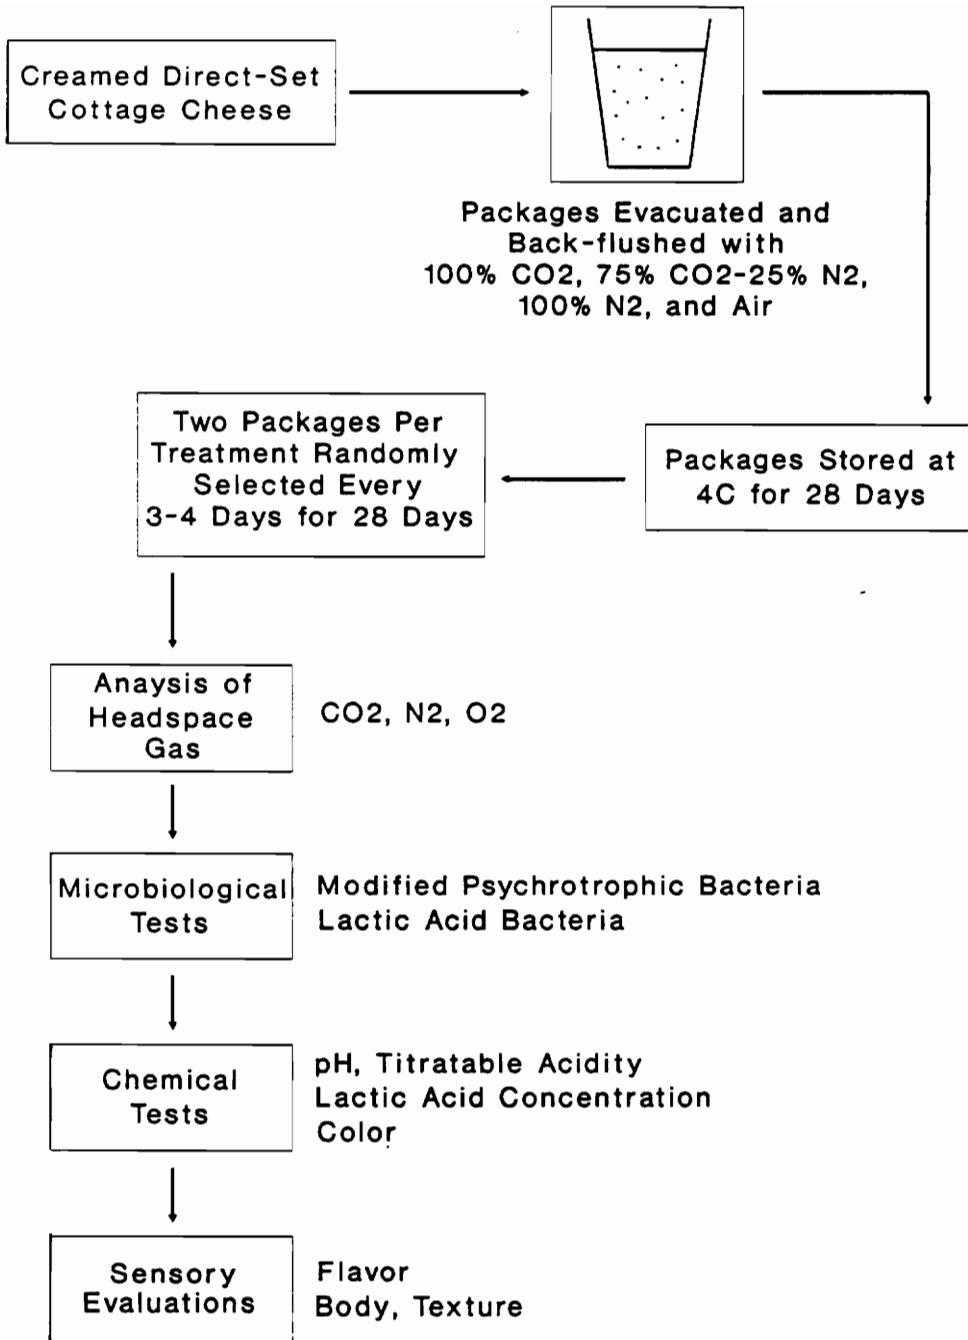 Creamed Direct-Set
Cottage Cheese
Packages Evacuated and
Back-flushed with
100% CO2, 75% CO2-25% N2,
100% N2, and Air
Packages Stored at
4C for 28 Days
Two Packages Per
Treatment Randomly
Selected Every
3-4 Days for 28 Days
Anaysis of
Headspace
Gas
CO2, N2, O2
Microbiological
Tests
Modified Psychrotrophic Bacteria
Lactic Acid Bacteria
Chemical
Tests
pH, Titratable Acidity
Lactic Acid Concentration
Color
Sensory
Evaluations
Flavor
Body, Texture